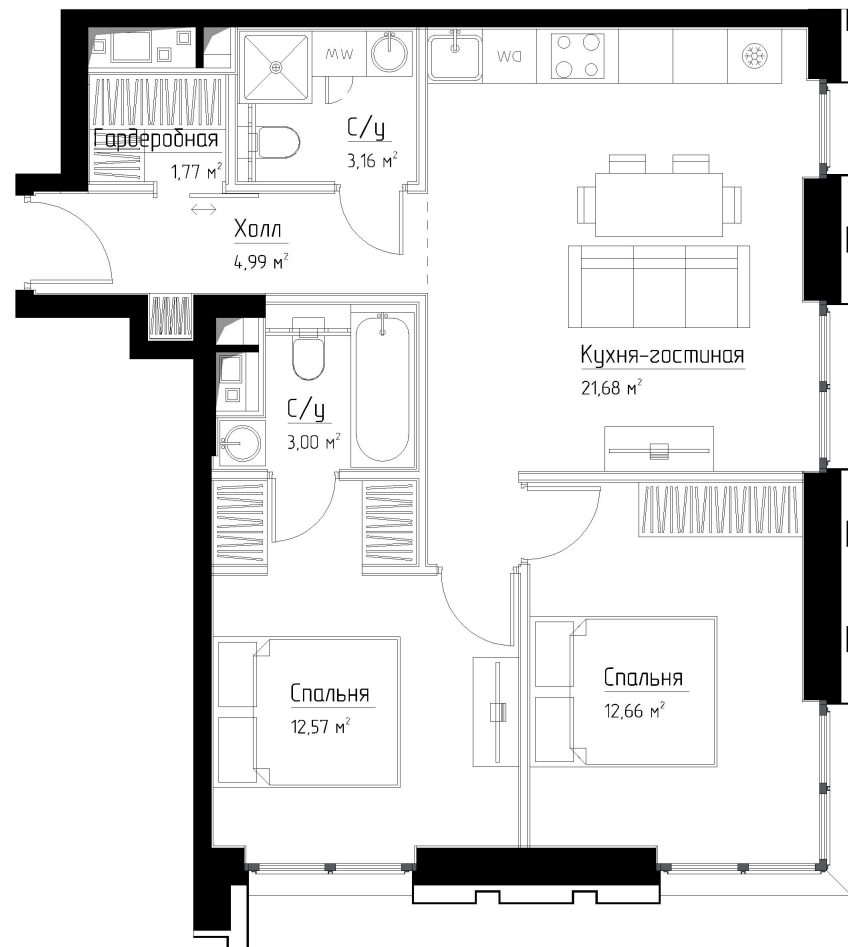 MW
DW
Гардеробная
1,77 м²
С/у
3,16 м²
Холл
4,99 м²
Кухня-гостиная
21,68 м²
С/у
3,00 м²
Спальня
12,57 м²
Спальня
12,66 м²